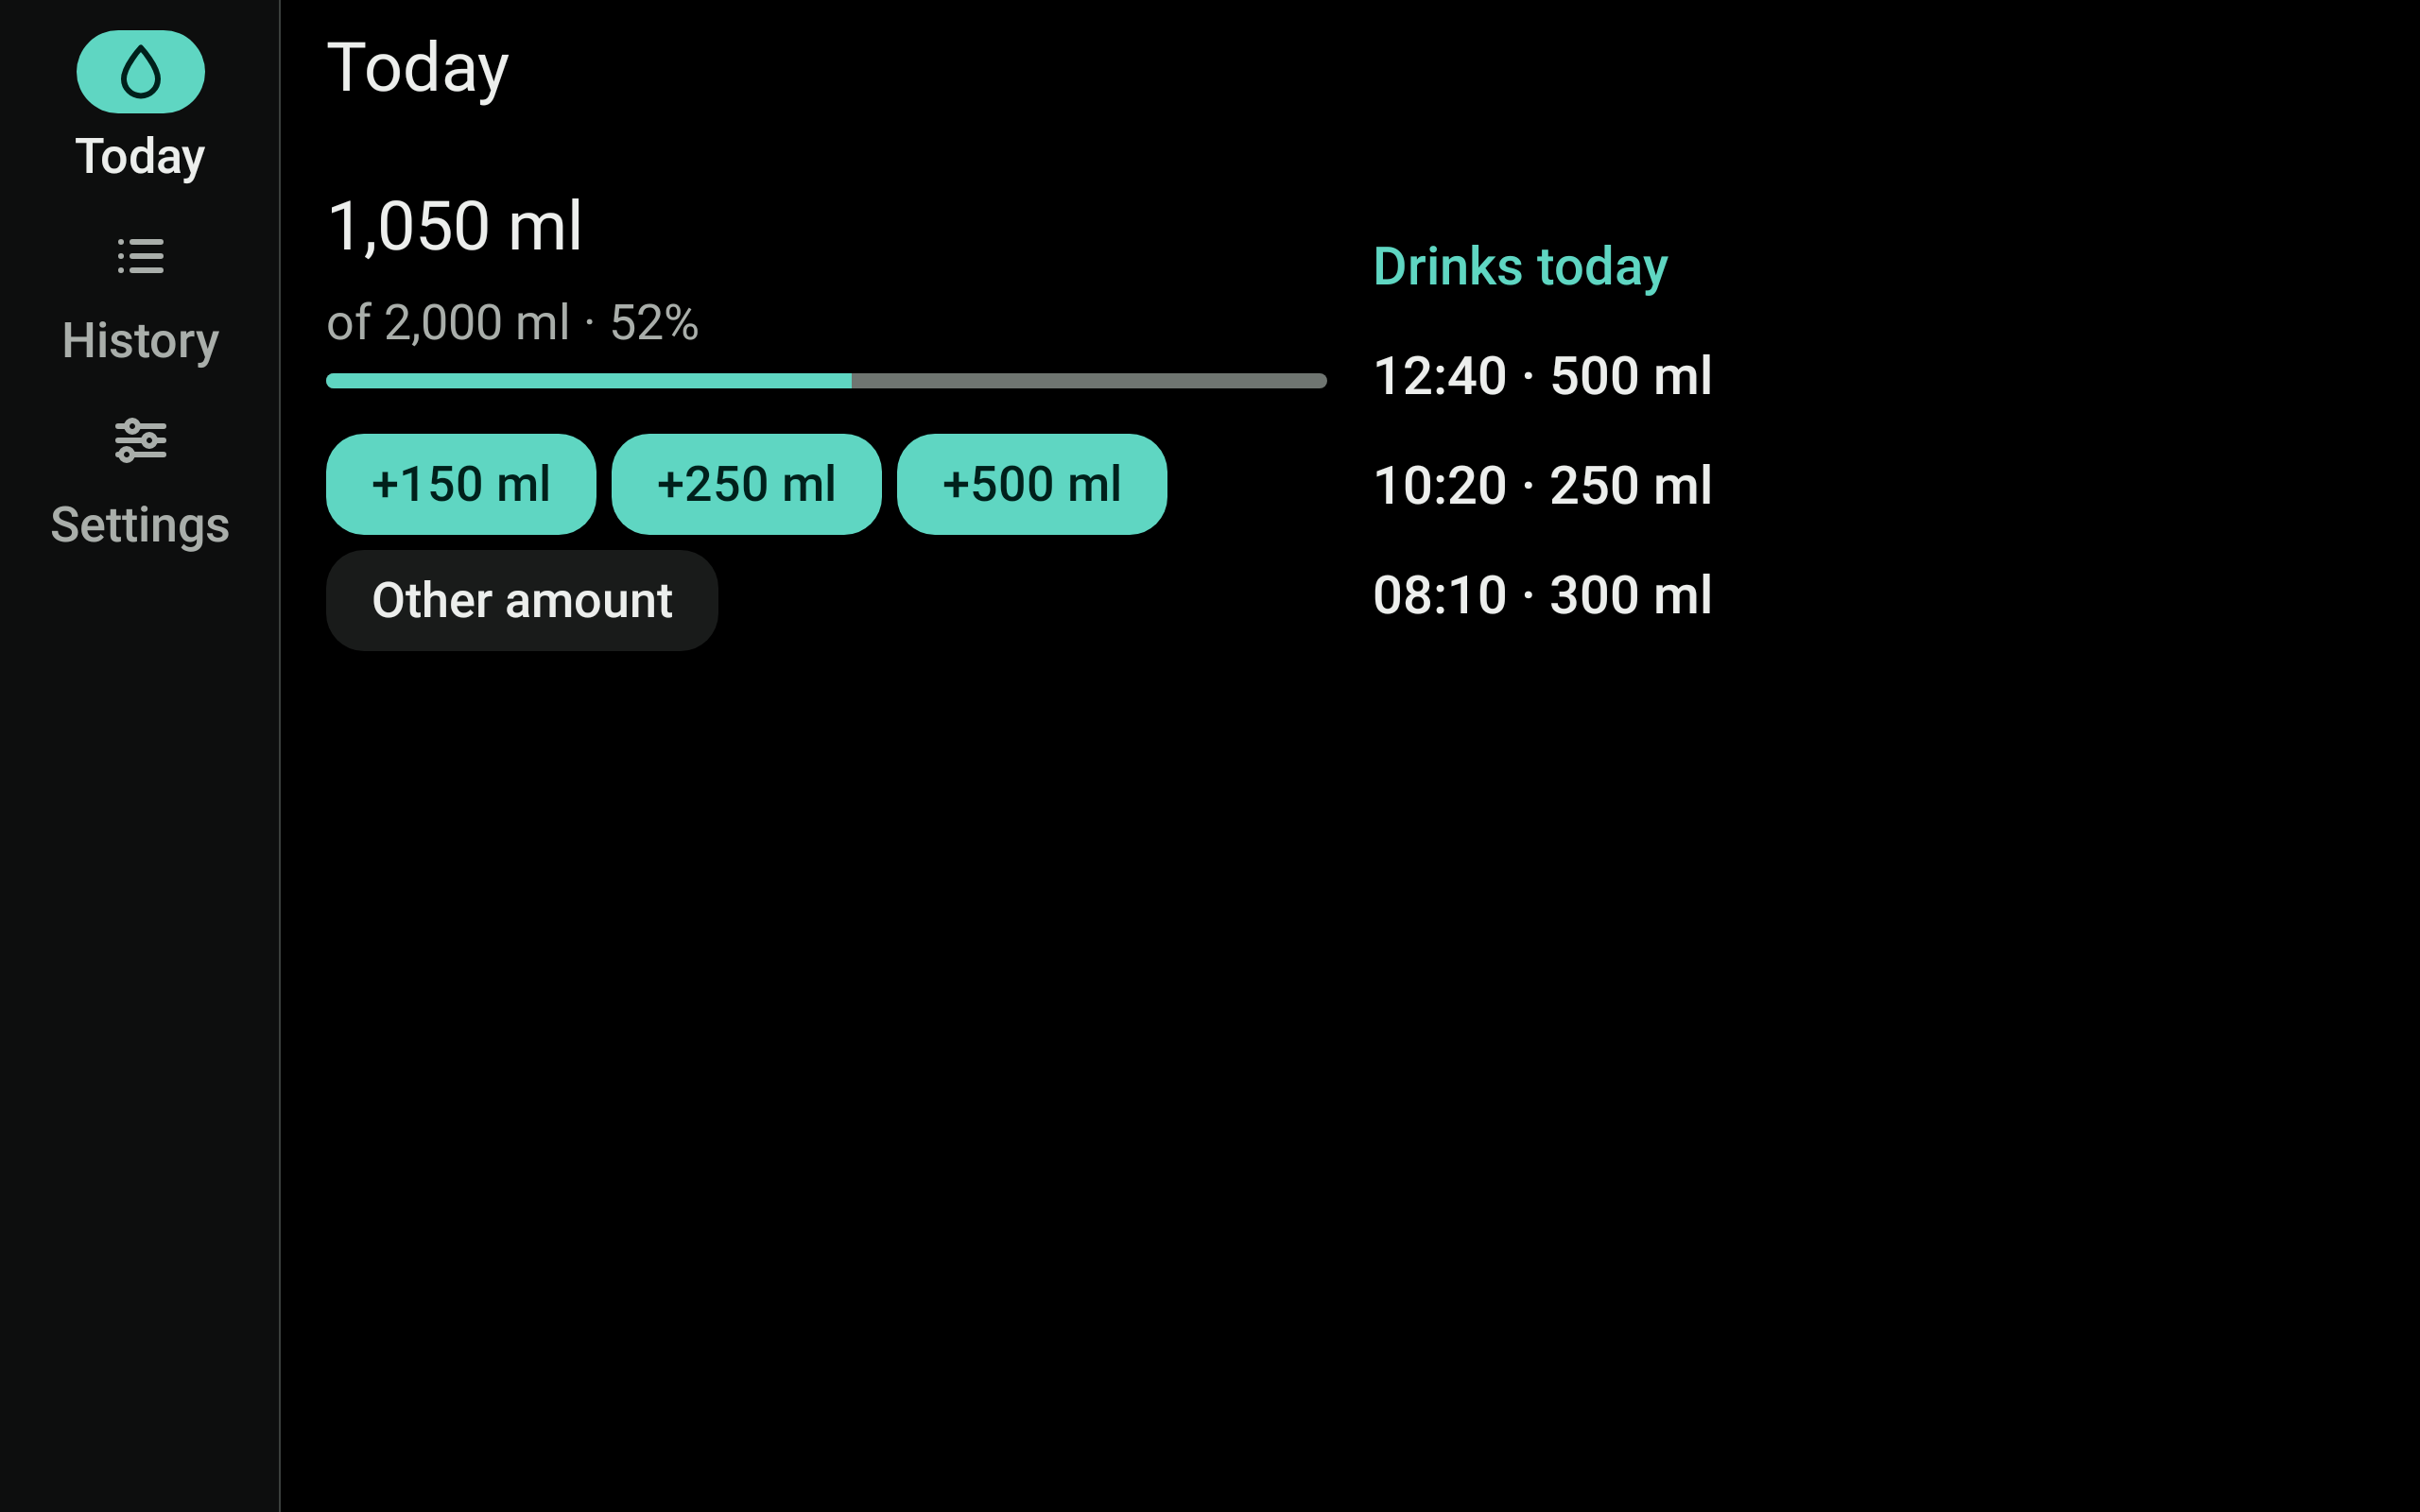 Today
History
Settings
Today
1,050 ml
of 2,000 ml · 52%
+150 ml
+250 ml
+500 ml
Other amount
Drinks today
12:40 · 500 ml
10:20 · 250 ml
08:10 · 300 ml